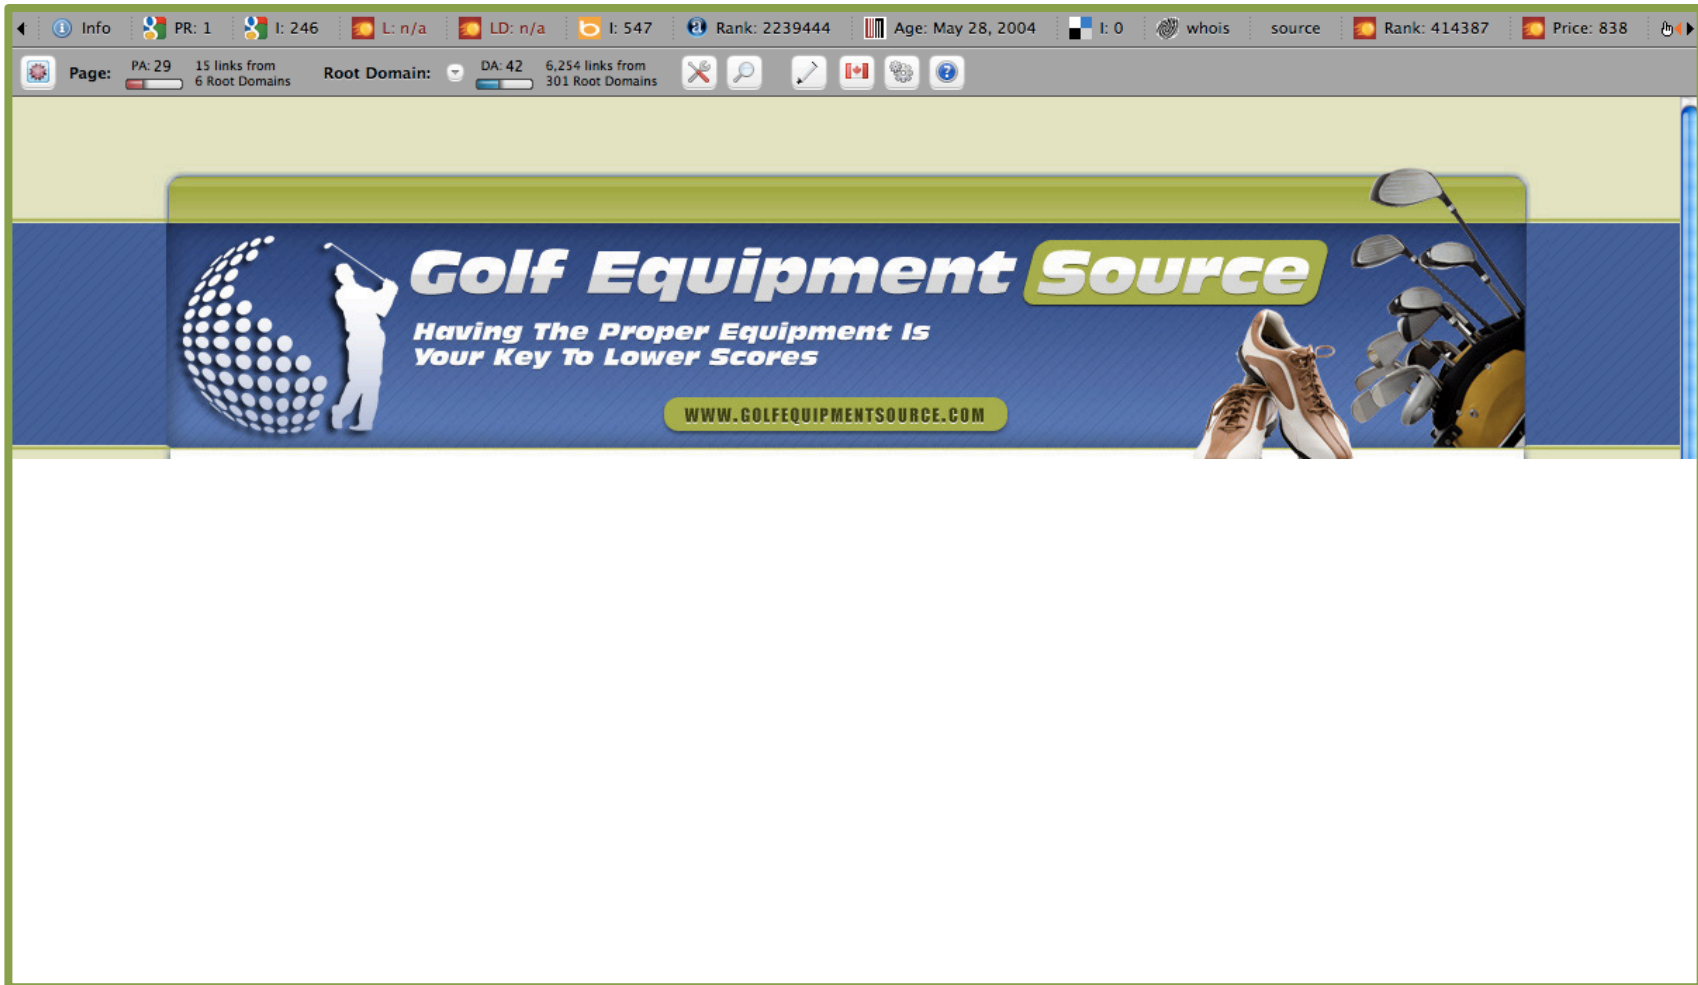 Info PR: 1 I: 246 L: n/a LD: n/a I: 547 Rank: 2239444 Age: May 28, 2004 I: 0 whois source Rank: 414387 Price: 838
Page: PA: 29 15 links from Root Domain: DA: 42 6,254 links from
6 Root Domains 301 Root Domains
Golf Equipment Source
Having The Proper Equipment Is
Your Key To Lower Scores
WWW.GOLFEQUIPMENTSOURCE.COM